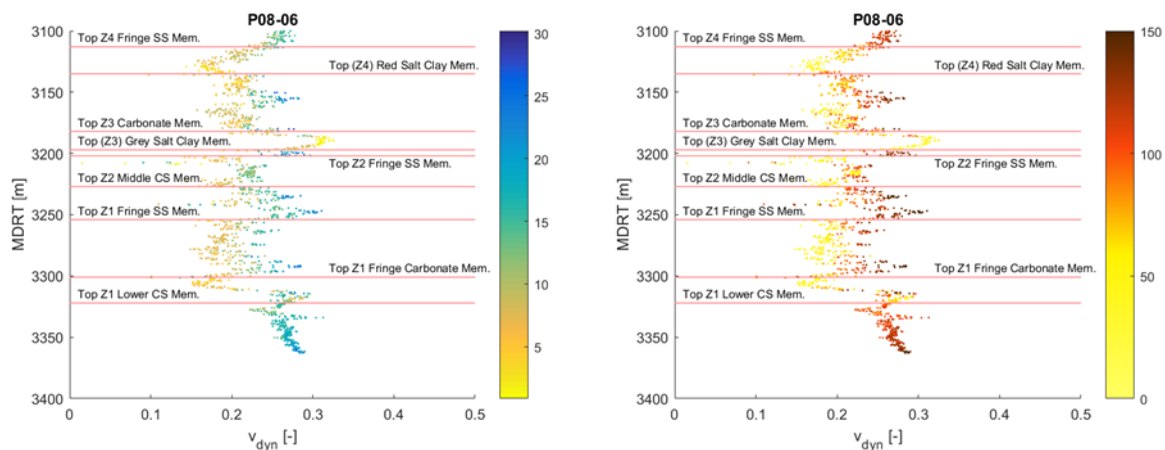 P08-06
3100
3150
3200
3250
3300
3350
3400
MDRT [m]
Top Z4 Fringe SS Mem.
Top (Z4) Red Salt Clay Mem.
Top Z3 Carbonate Mem.
Top (Z3) Grey Salt Clay Mem.
Top Z2 Fringe SS Mem.
Top Z2 Middle CS Mem.
Top Z1 Fringe SS Mem.
Top Z1 Fringe Carbonate Mem.
Top Z1 Lower CS Mem.
0 0.1 0.2 0.3 0.4 0.5
v_dyn [-]
30
25
20
15
10
5
P08-06
3100
3150
3200
3250
3300
3350
3400
MDRT [m]
Top Z4 Fringe SS Mem.
Top (Z4) Red Salt Clay Mem.
Top Z3 Carbonate Mem.
Top (Z3) Grey Salt Clay Mem.
Top Z2 Fringe SS Mem.
Top Z2 Middle CS Mem.
Top Z1 Fringe SS Mem.
Top Z1 Fringe Carbonate Mem.
Top Z1 Lower CS Mem.
0 0.1 0.2 0.3 0.4 0.5
v_dyn [-]
150
100
50
0